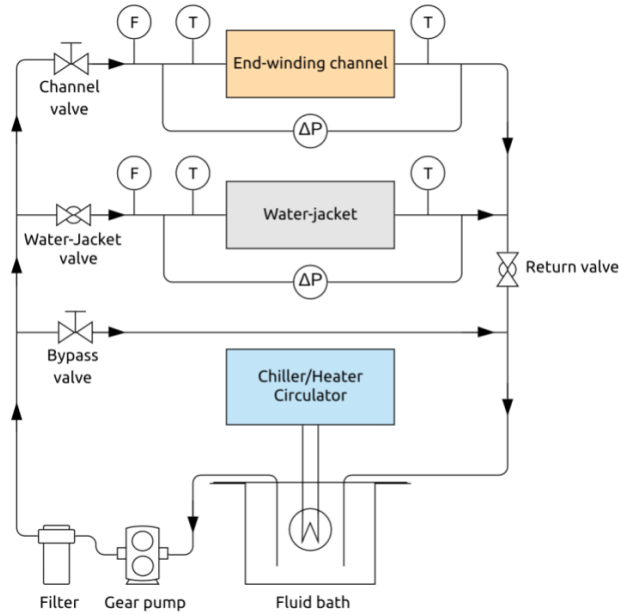 F
T
T
End-winding channel
Channel
valve
ΔP
F
T
T
Water-jacket
Water-Jacket
valve
ΔP
Return valve
Bypass
valve
Chiller/Heater
Circulator
Filter
Gear pump
Fluid bath